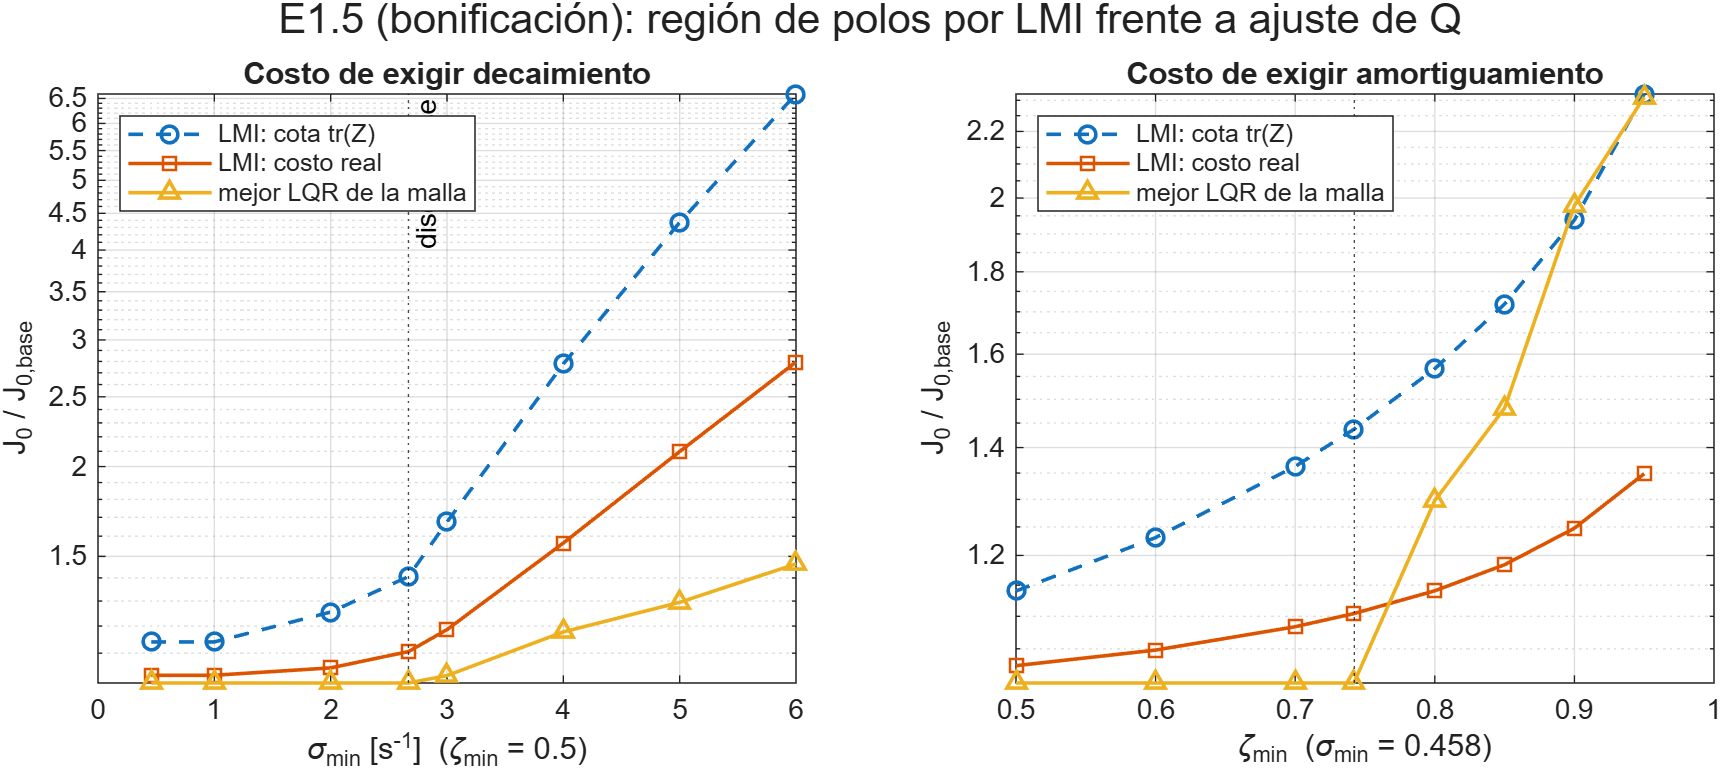 E1.5 (bonificación): región de polos por LMI frente a ajuste de Q
Costo de exigir decaimiento
6.5
6
5.5
5
4.5
4
3.5
3
2.5
2
1.5
J0 / J0,base
LMI: cota tr(Z)
LMI: costo real
mejor LQR de la malla
0
1
2
3
4
5
6
σmin [s-1] (ζmin = 0.5)
Costo de exigir amortiguamiento
2.2
2
1.8
1.6
1.4
1.2
J0 / J0,base
LMI: cota tr(Z)
LMI: costo real
mejor LQR de la malla
0.5
0.6
0.7
0.8
0.9
1
ζmin (σmin = 0.458)